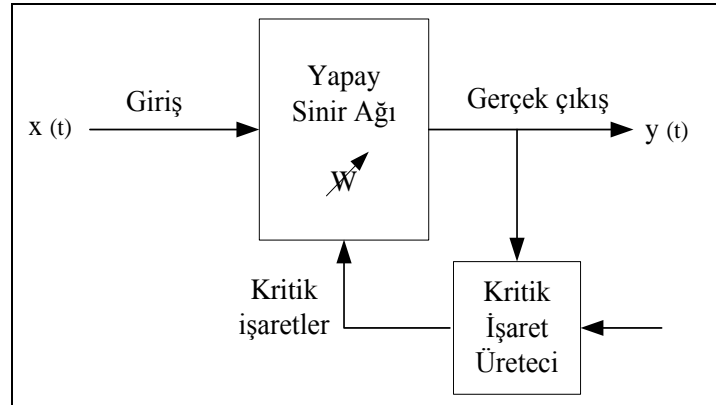 Yapay
Sinir Ağı
W
Giriş
x (t)
Gerçek çıkış
y (t)
Kritik
işaretler
Kritik
İşaret
Üreteci